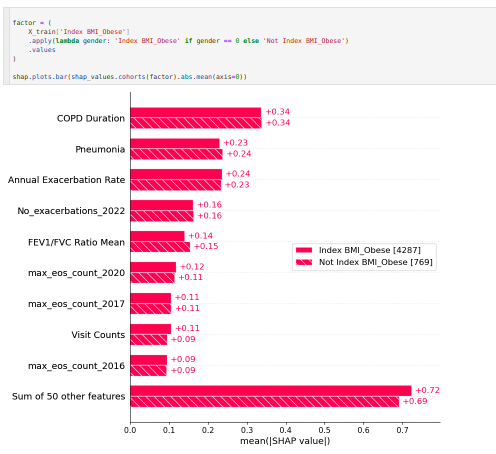 factor = (
X_train['Index BMI_Obese']
.apply(lambda gender: 'Index BMI_Obese' if gender == 0 else 'Not Index BMI_Obese')
.values
)
shap.plots.bar(shap_values.cohorts(factor).abs.mean(axis=0))
COPD Duration +0.34
+0.34
Pneumonia +0.23
+0.24
Annual Exacerbation Rate +0.24
+0.23
No_exacerbations_2022 +0.16
+0.16
FEV1/FVC Ratio Mean +0.14
+0.15
Index BMI_Obese [4287]
Not Index BMI_Obese [769]
max_eos_count_2020 +0.12
+0.11
max_eos_count_2017 +0.11
+0.11
Visit Counts +0.11
+0.09
max_eos_count_2016 +0.09
+0.09
Sum of 50 other features +0.72
+0.69
0.0 0.1 0.2 0.3 0.4 0.5 0.6 0.7
mean(|SHAP value|)